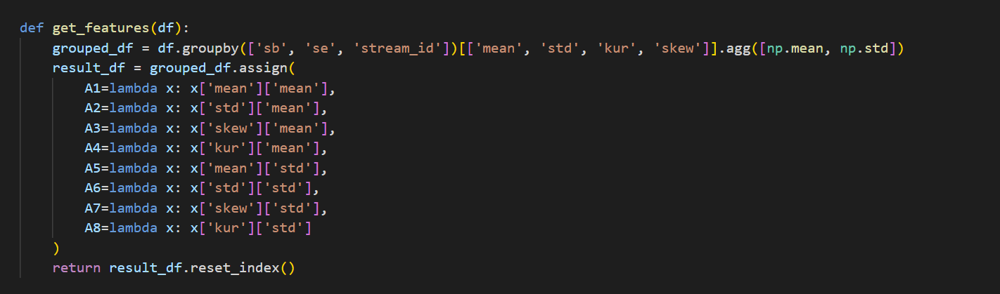 def get_features(df):
    grouped_df = df.groupby(['sb', 'se', 'stream_id'])[['mean', 'std', 'kur', 'skew']].agg([np.mean, np.std])
    result_df = grouped_df.assign(
        A1=lambda x: x['mean']['mean'],
        A2=lambda x: x['std']['mean'],
        A3=lambda x: x['skew']['mean'],
        A4=lambda x: x['kur']['mean'],
        A5=lambda x: x['mean']['std'],
        A6=lambda x: x['std']['std'],
        A7=lambda x: x['skew']['std'],
        A8=lambda x: x['kur']['std']
    )
    return result_df.reset_index()